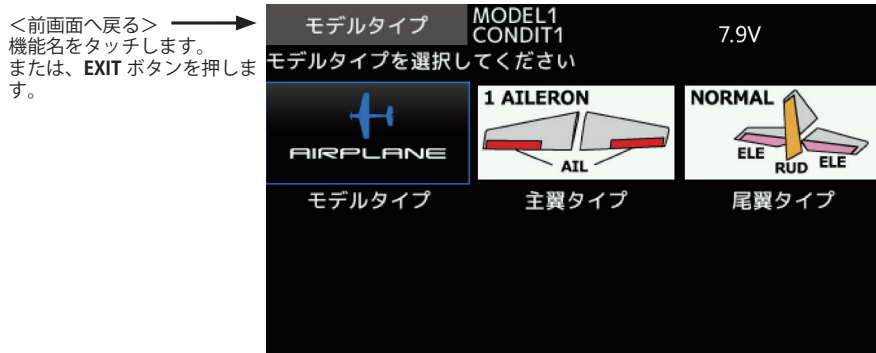 ＜前画面へ戻る＞
機能名をタッチします。
または、EXIT ボタンを押しま
す。
モデルタイプ
MODEL1
CONDIT1
7.9V
モデルタイプを選択してください
AIRPLANE
1 AILERON
AIL
NORMAL
ELE
RUD
ELE
モデルタイプ
主翼タイプ
尾翼タイプ